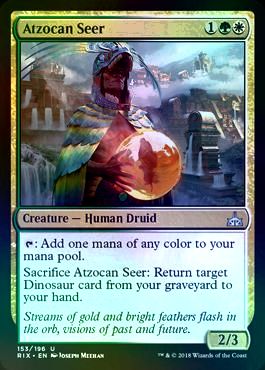 Atzocan Seer 1
Creature — Human Druid
: Add one mana of any color to your
mana pool.
Sacrifice Atzocan Seer: Return target
Dinosaur card from your graveyard to
your hand.
Streams of gold and bright feathers flash in
the orb, visions of past and future.
2/3
153/196 U
RIX • EN Joseph Meehan
™ & © 2018 Wizards of the Coast